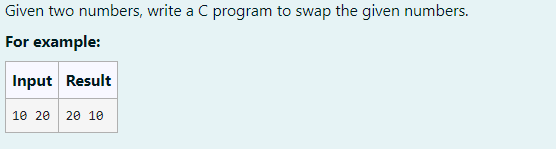 Given two numbers, write a C program to swap the given numbers.
For example:
Input Result
10 20 20 10